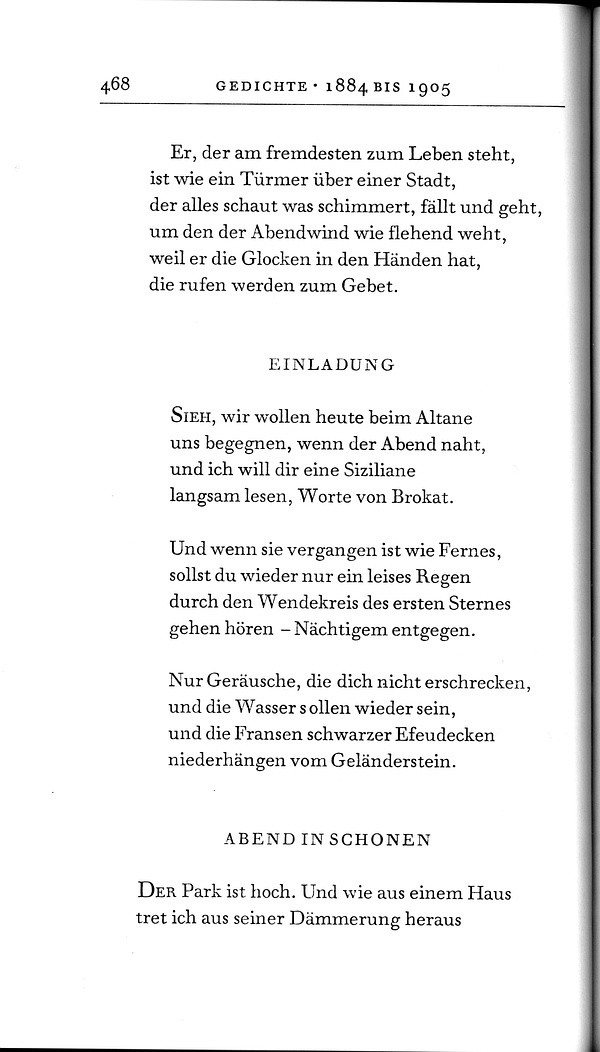 468 GEDICHTE · 1884 BIS 1905
Er, der am fremdesten zum Leben steht,
ist wie ein Türmer über einer Stadt,
der alles schaut was schimmert, fällt und geht,
um den der Abendwind wie flehend weht,
weil er die Glocken in den Händen hat,
die rufen werden zum Gebet.
EINLADUNG
SIEH, wir wollen heute beim Altane
uns begegnen, wenn der Abend naht,
und ich will dir eine Siziliane
langsam lesen, Worte von Brokat.
Und wenn sie vergangen ist wie Fernes,
sollst du wieder nur ein leises Regen
durch den Wendekreis des ersten Sternes
gehen hören – Nächtigem entgegen.
Nur Geräusche, die dich nicht erschrecken,
und die Wasser sollen wieder sein,
und die Fransen schwarzer Efeudecken
niederhängen vom Geländerstein.
ABEND IN SCHONEN
DER Park ist hoch. Und wie aus einem Haus
tret ich aus seiner Dämmerung heraus